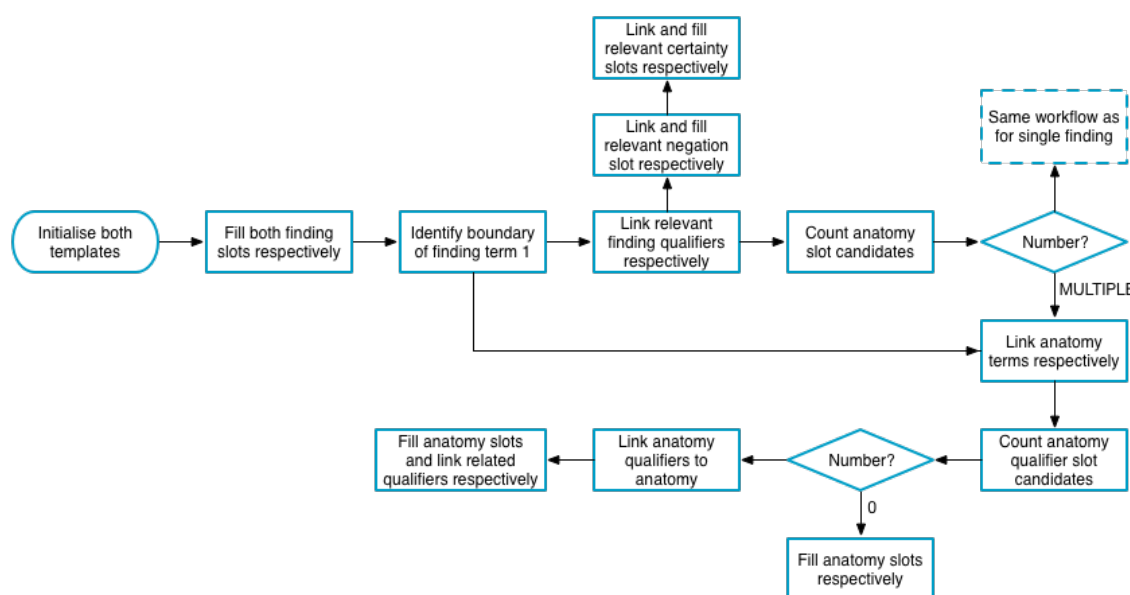 Link and fill
relevant certainty
slots respectively
Same workflow as
for single finding
Link and fill
relevant negation
slot respectively
Initialise both
templates
Fill both finding
slots respectively
Identify boundary
of finding term 1
Link relevant
finding qualifiers
respectively
Count anatomy
slot candidates
Number?
MULTIPLE
Link anatomy
terms respectively
Fill anatomy slots
and link related
qualifiers respectively
Link anatomy
qualifiers to
anatomy
Number?
Count anatomy
qualifier slot
candidates
0
Fill anatomy slots
respectively